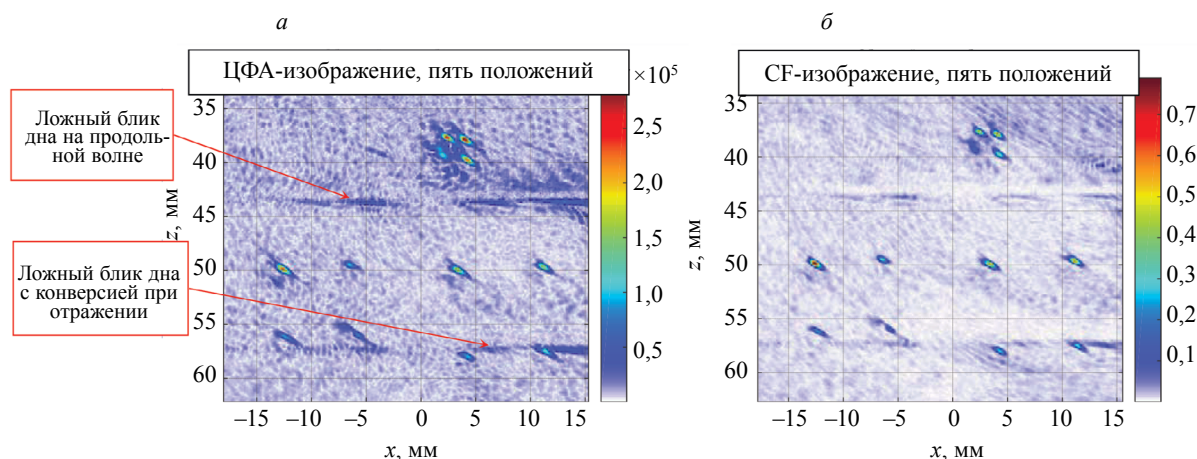 а
б
ЦФА-изображение, пять положений
×10⁵
CF-изображение, пять положений
Ложный блик
дна на продоль-
ной волне
Ложный блик дна
с конверсией при
отражении
z, мм
35
40
45
50
55
60
–15
–10
–5
0
5
10
15
x, мм
2,5
2,0
1,5
1,0
0,5
z, мм
35
40
45
50
55
60
–15
–10
–5
0
5
10
15
x, мм
0,7
0,6
0,5
0,4
0,3
0,2
0,1